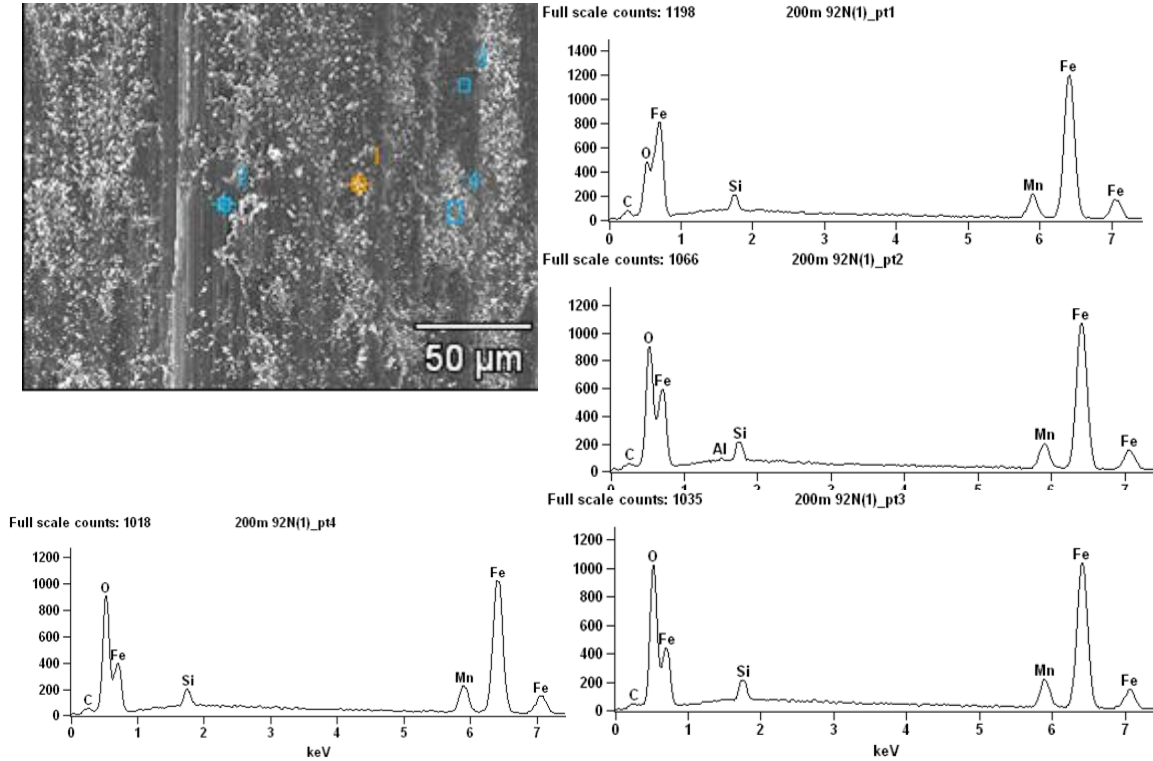 50 µm
Full scale counts: 1198 200m 92N(1)_pt1
1400
1200
1000
800
600
400
200
0
C
O
Fe
Si
Mn
Fe
Fe
0 1 2 3 4 5 6 7
Full scale counts: 1066 200m 92N(1)_pt2
1200
1000
800
600
400
200
0
C
O
Fe
Al
Si
Mn
Fe
Fe
Full scale counts: 1035 200m 92N(1)_pt3
1200
1000
800
600
400
200
0
C
O
Fe
Si
Mn
Fe
Fe
0 1 2 3 4 5 6 7
keV
Full scale counts: 1018 200m 92N(1)_pt4
1200
1000
800
600
400
200
0
C
O
Fe
Si
Mn
Fe
Fe
0 1 2 3 4 5 6 7
keV